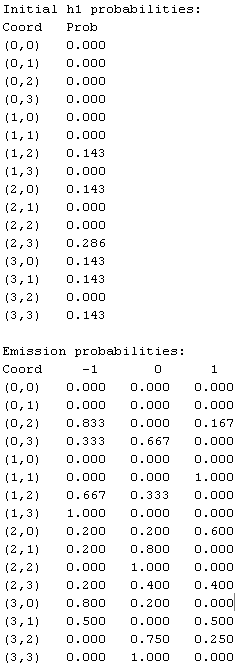 Initial h1 probabilities:
Coord Prob
(0,0) 0.000
(0,1) 0.000
(0,2) 0.000
(0,3) 0.000
(1,0) 0.000
(1,1) 0.000
(1,2) 0.143
(1,3) 0.000
(2,0) 0.143
(2,1) 0.000
(2,2) 0.000
(2,3) 0.286
(3,0) 0.143
(3,1) 0.143
(3,2) 0.000
(3,3) 0.143
Emission probabilities:
Coord -1 0 1
(0,0) 0.000 0.000 0.000
(0,1) 0.000 0.000 0.000
(0,2) 0.833 0.000 0.167
(0,3) 0.333 0.667 0.000
(1,0) 0.000 0.000 0.000
(1,1) 0.000 0.000 1.000
(1,2) 0.667 0.333 0.000
(1,3) 1.000 0.000 0.000
(2,0) 0.200 0.200 0.600
(2,1) 0.200 0.800 0.000
(2,2) 0.000 1.000 0.000
(2,3) 0.200 0.400 0.400
(3,0) 0.800 0.200 0.000
(3,1) 0.500 0.000 0.500
(3,2) 0.000 0.750 0.250
(3,3) 0.000 1.000 0.000